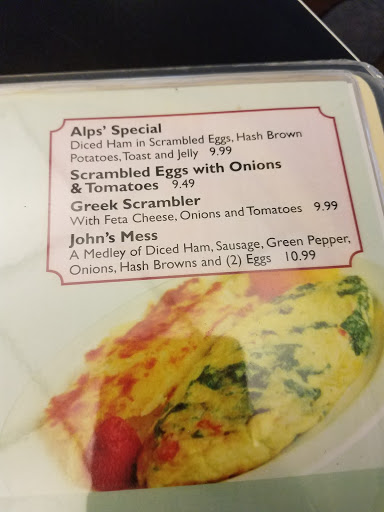 Alps' Special
Diced Ham in Scrambled Eggs, Hash Brown
Potatoes, Toast and Jelly 9.99
Scrambled Eggs with Onions
& Tomatoes 9.49
Greek Scrambler
With Feta Cheese, Onions and Tomatoes 9.99
John's Mess
A Medley of Diced Ham, Sausage, Green Pepper,
Onions, Hash Browns and (2) Eggs 10.99